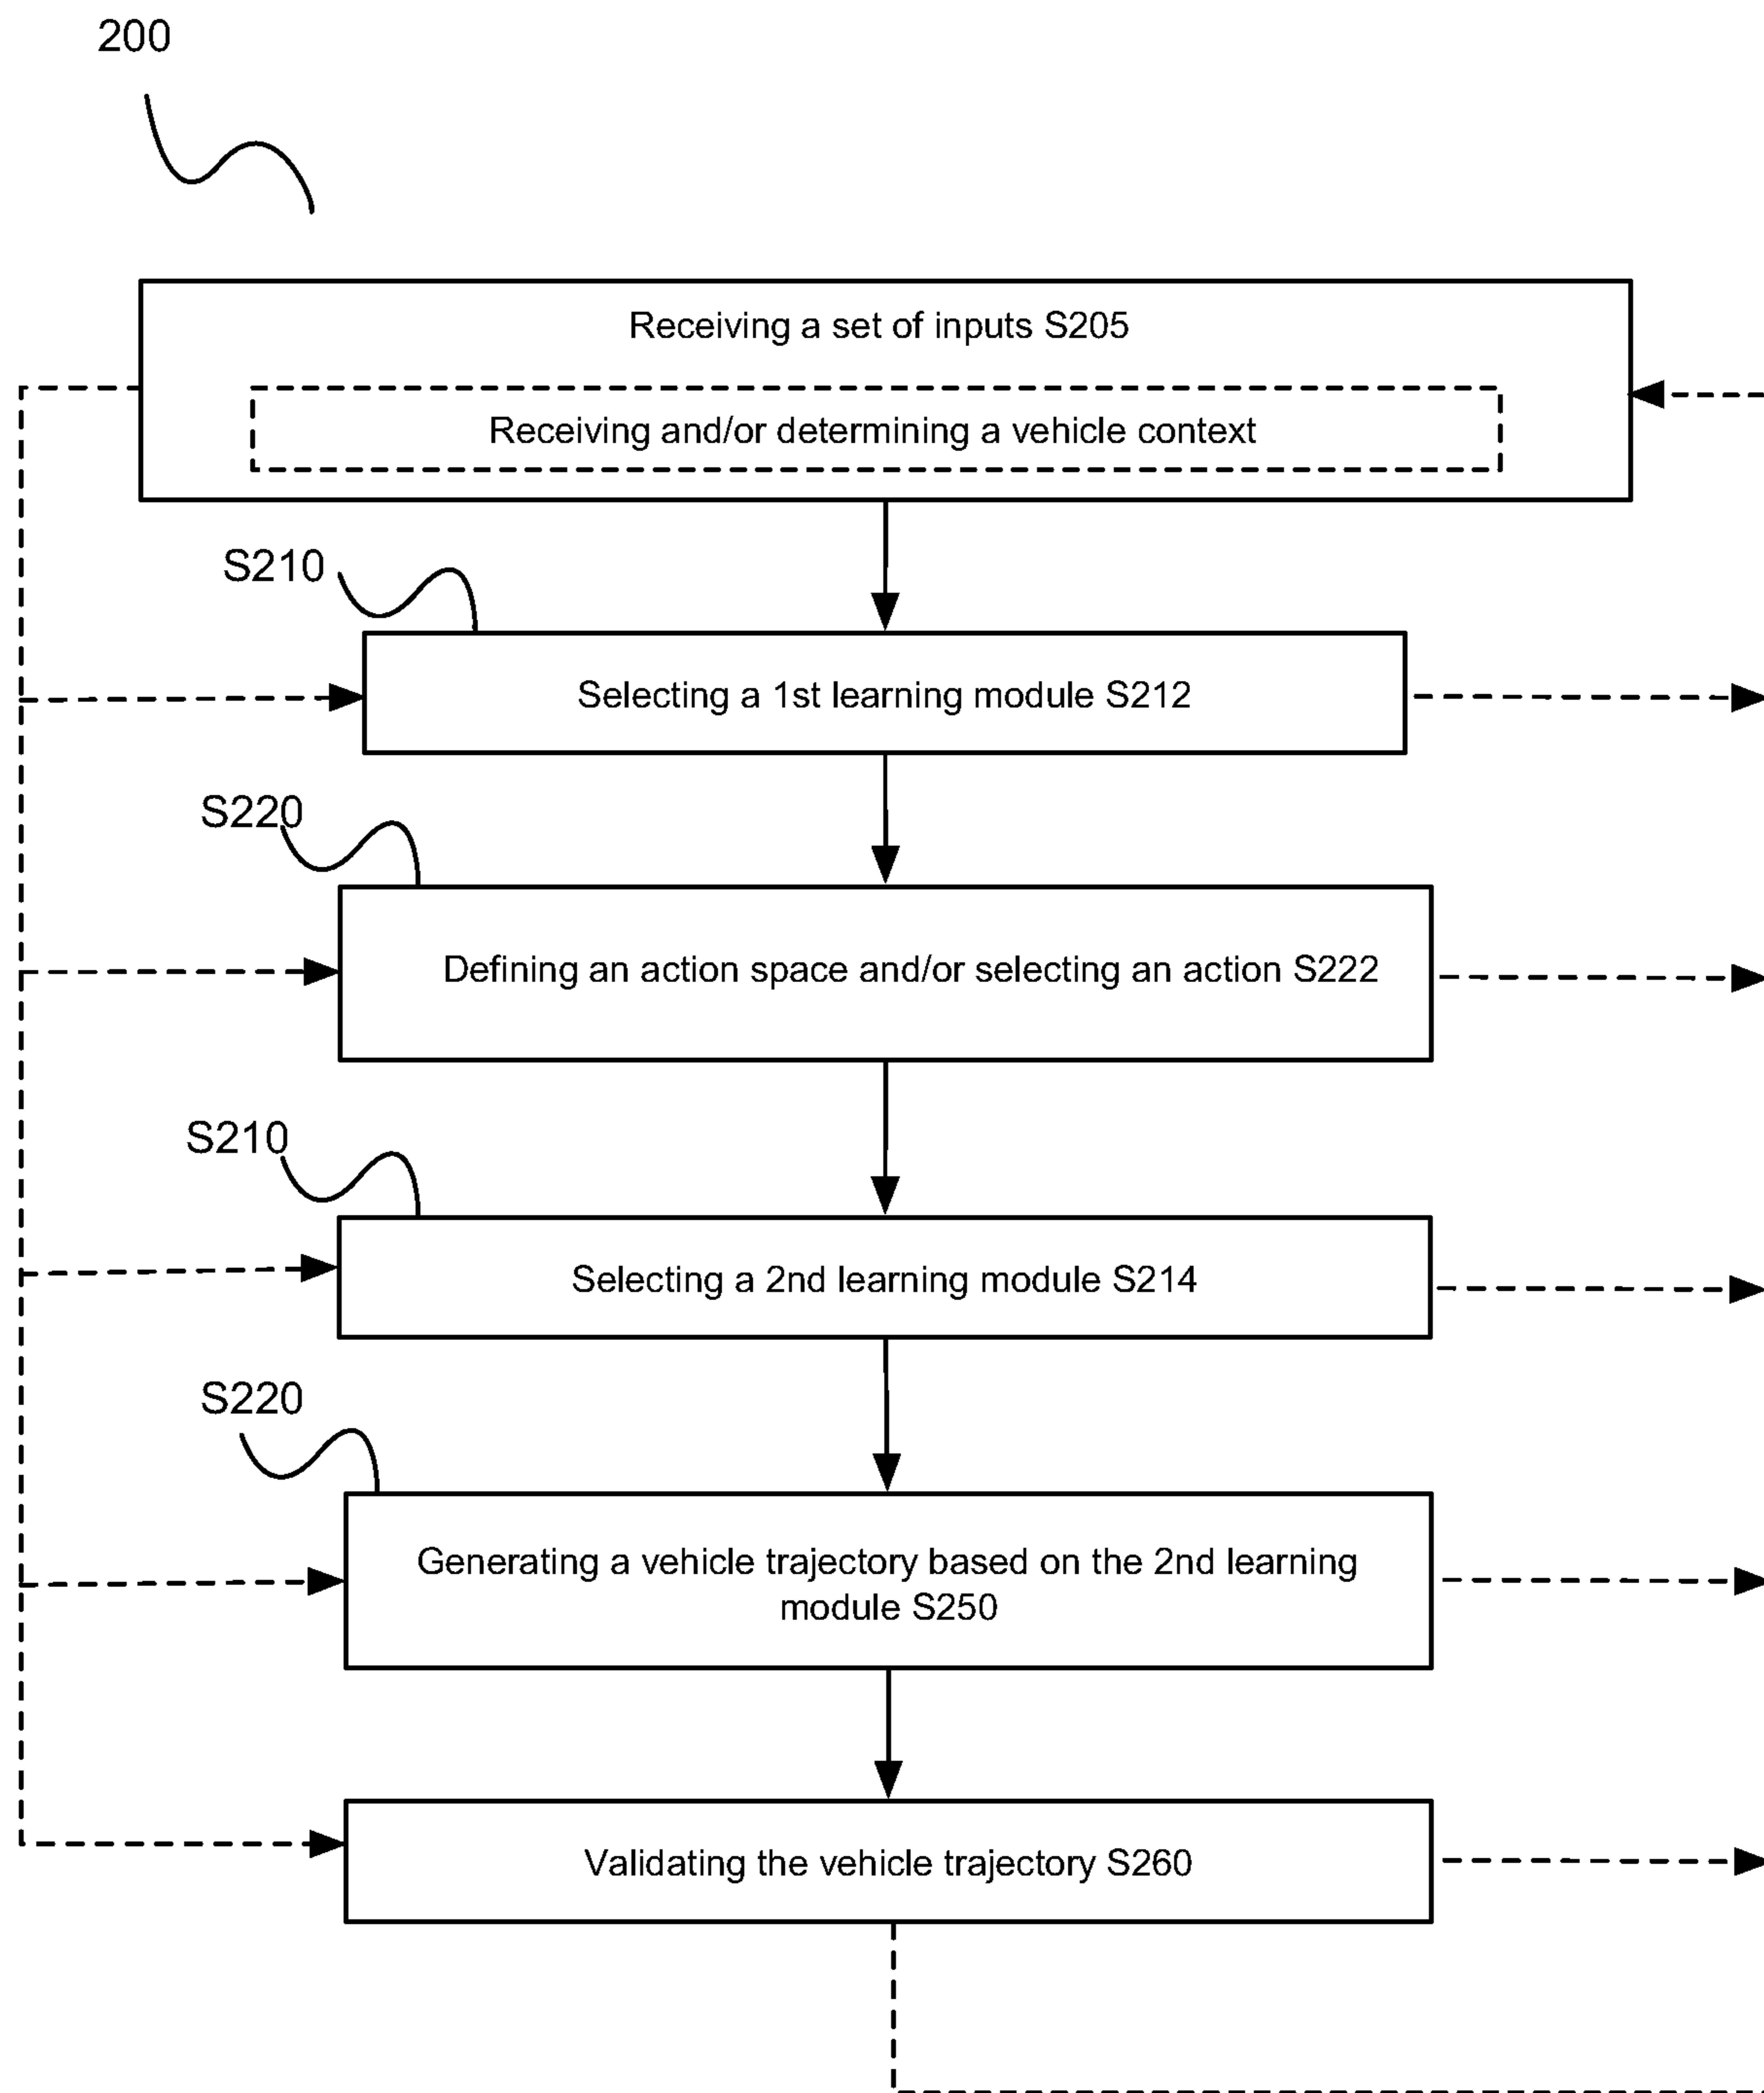 200
Receiving a set of inputs S205
Receiving and/or determining a vehicle context
S210
Selecting a 1st learning module S212
S220
Defining an action space and/or selecting an action S222
S210
Selecting a 2nd learning module S214
S220
Generating a vehicle trajectory based on the 2nd learning
module S250
Validating the vehicle trajectory S260